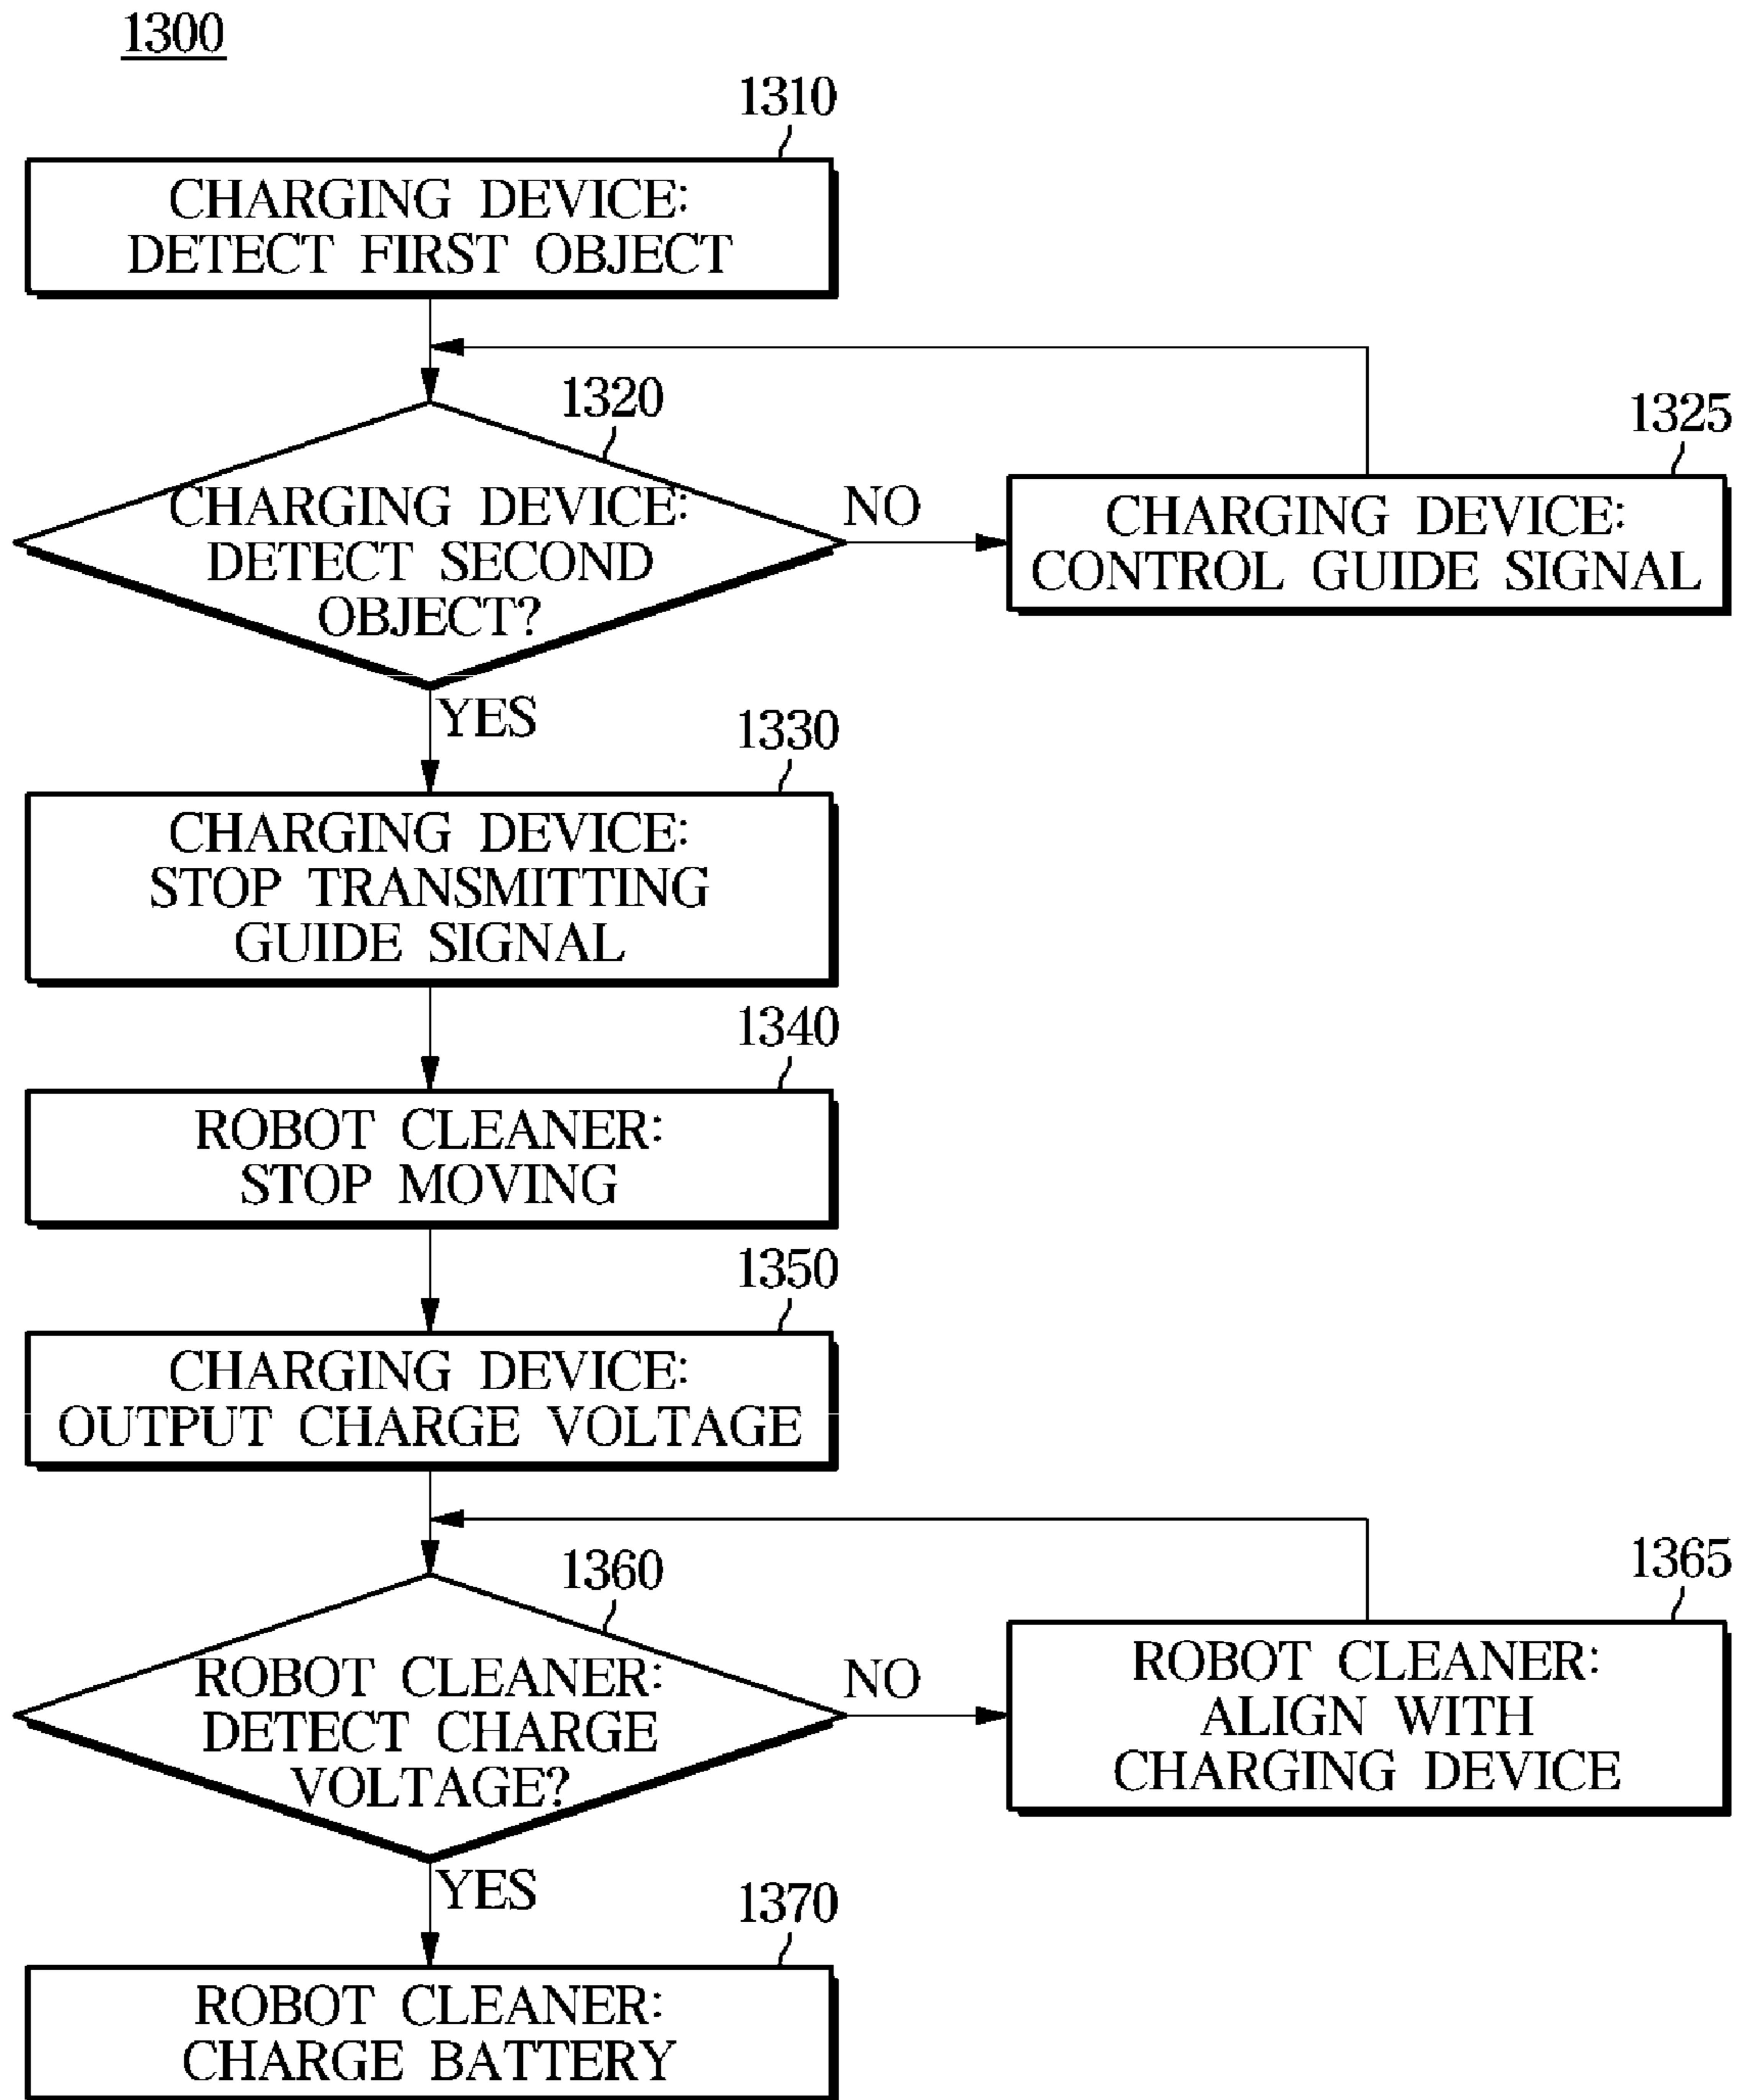 1300
1310
CHARGING DEVICE:
DETECT FIRST OBJECT
1320
CHARGING DEVICE:
DETECT SECOND
OBJECT?
NO
1325
CHARGING DEVICE:
CONTROL GUIDE SIGNAL
YES
1330
CHARGING DEVICE:
STOP TRANSMITTING
GUIDE SIGNAL
1340
ROBOT CLEANER:
STOP MOVING
1350
CHARGING DEVICE:
OUTPUT CHARGE VOLTAGE
1360
ROBOT CLEANER:
DETECT CHARGE
VOLTAGE?
NO
1365
ROBOT CLEANER:
ALIGN WITH
CHARGING DEVICE
YES
1370
ROBOT CLEANER:
CHARGE BATTERY